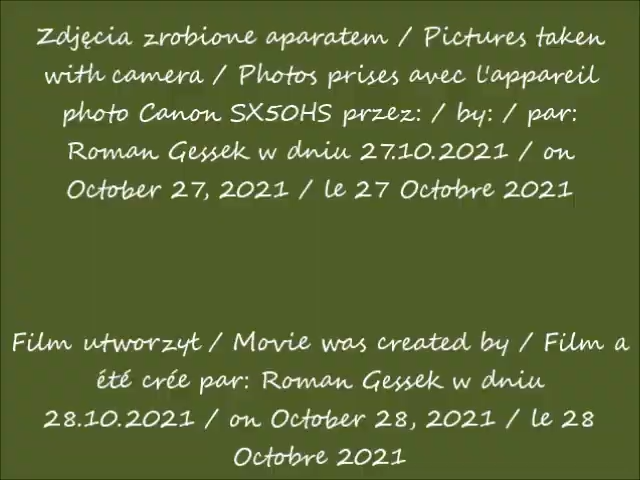 Zdjęcia zrobione aparatem / Pictures taken
with camera / Photos prises avec l'appareil
photo Canon SX50HS przez: / by: / par:
Roman Gessek w dniu 27.10.2021 / on
October 27, 2021 / le 27 Octobre 2021
Film utworzył / Movie was created by / Film a
été crée par: Roman Gessek w dniu
28.10.2021 / on October 28, 2021 / le 28
Octobre 2021